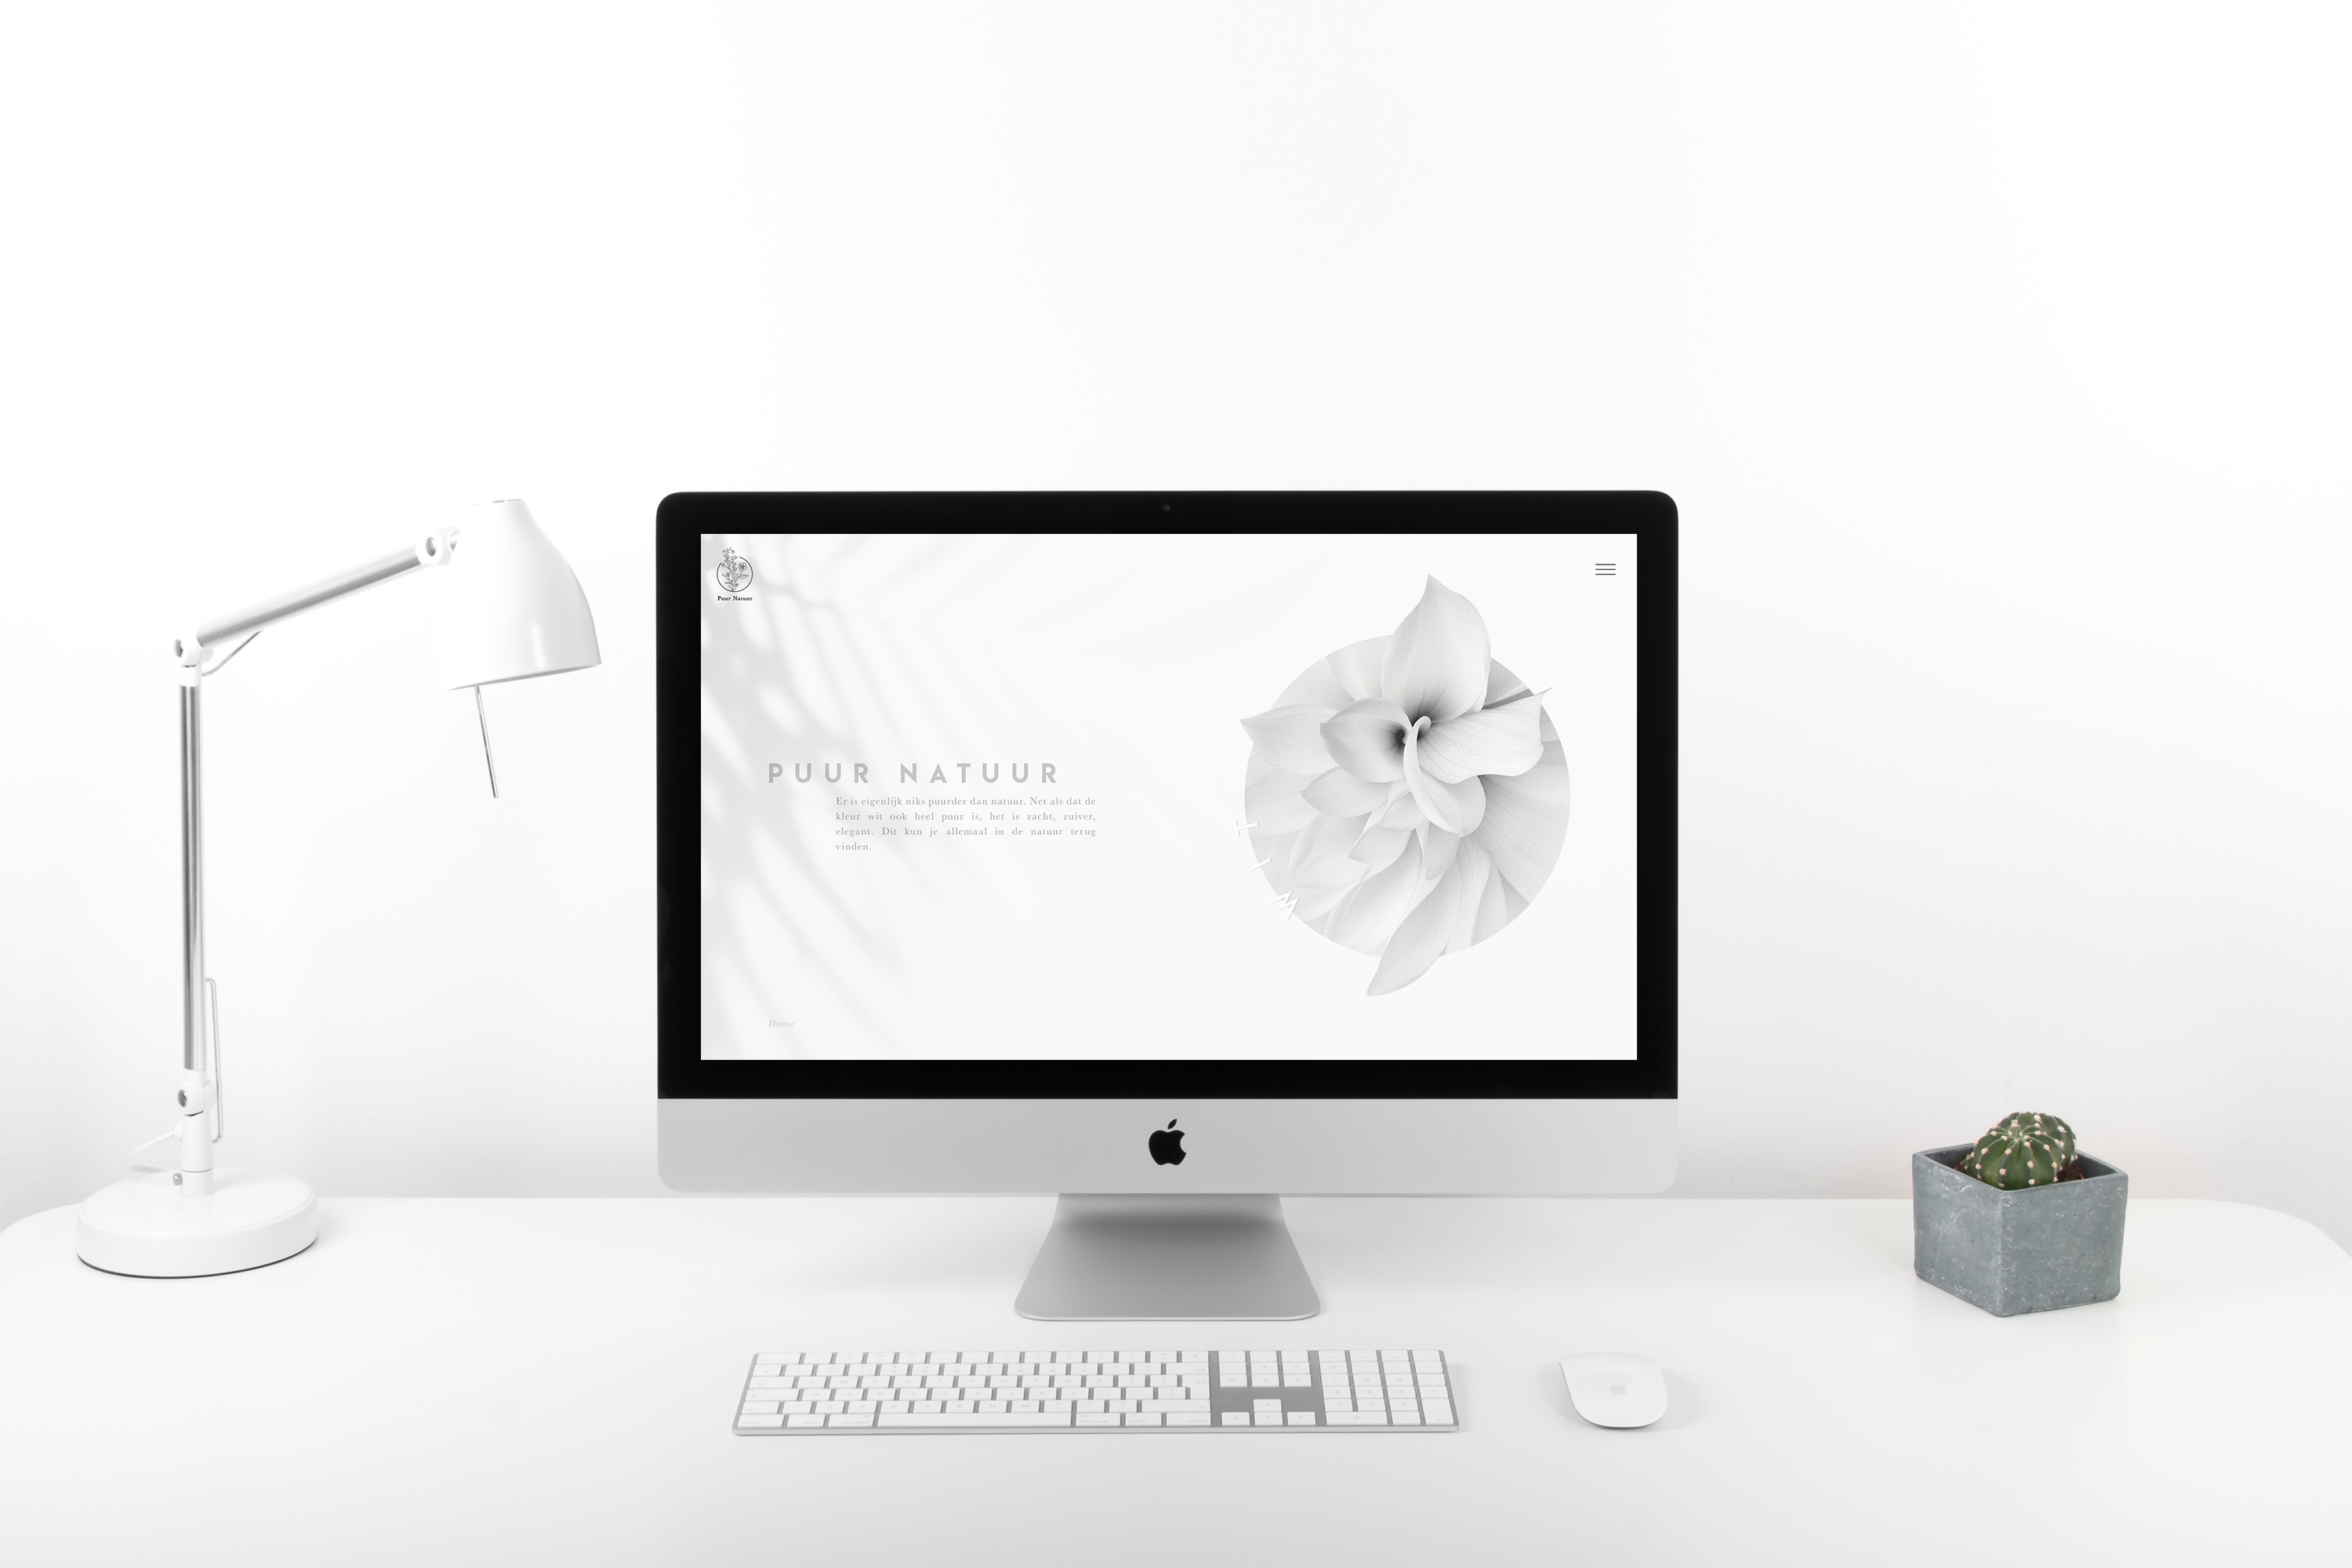 Puur Natuur
PUUR NATUUR
Er is eigenlijk niks puurder dan natuur. Net als dat de
kleur wit ook heel puur is, het is zacht, zuiver,
elegant. Dit kun je allemaal in de natuur terug
vinden.
Home